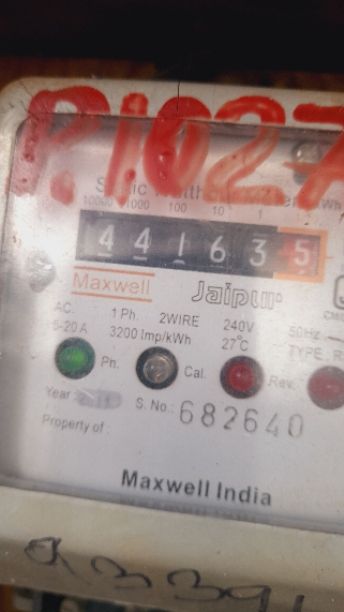 P.1027
Static Watthour Meter kWh
10000 1000 100 10 1
4 4 1 6 3 5
Maxwell Jaipur
AC. 1 Ph. 2WIRE 240V 50Hz
5-20 A 3200 Imp/kWh 27°C TYPE
Ph. Cal. Rev.
Year S. No.: 682640
Property of :
Maxwell India